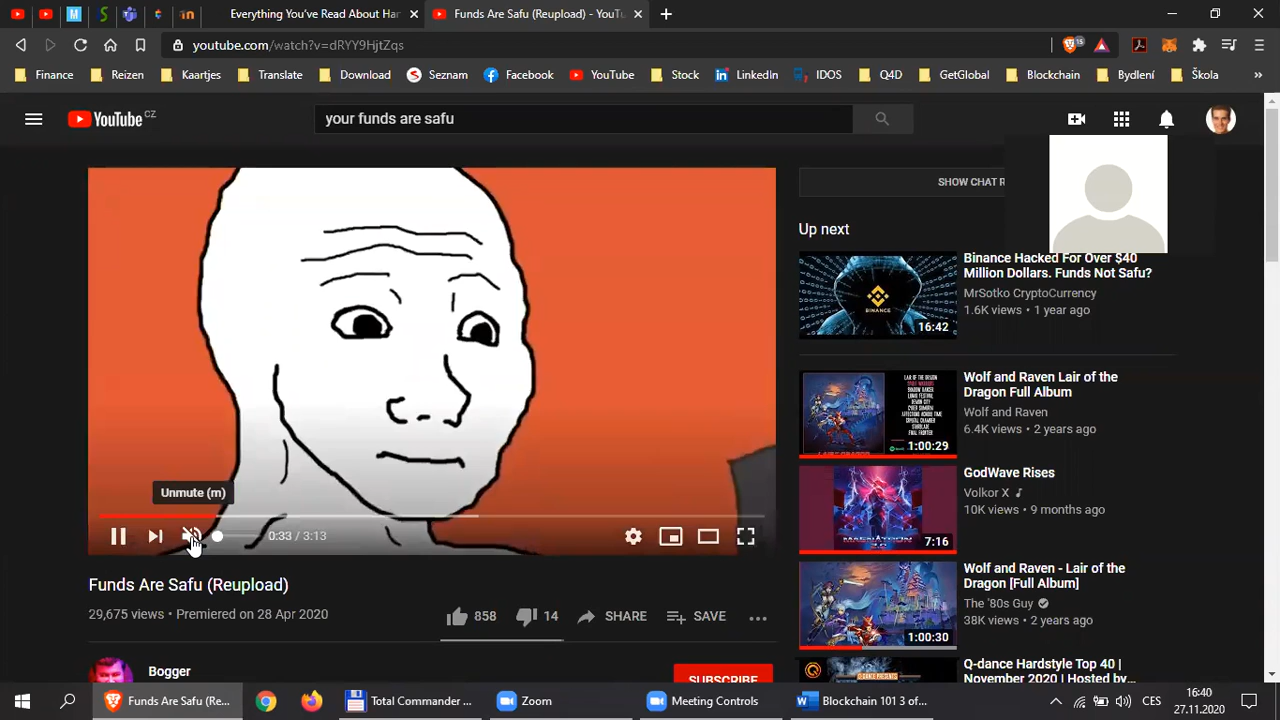 Everything You've Read About Har
Funds Are Safu (Reupload) - YouTu
youtube.com/watch?v=dRYY9HjtZqs
15
Finance
Reizen
Kaartjes
Translate
Download
Seznam
Facebook
YouTube
Stock
LinkedIn
IDOS
Q4D
GetGlobal
Blockchain
Bydlení
Škola
»
YouTube CZ
your funds are safu
SHOW CHAT R
Up next
Binance Hacked For Over $40
Million Dollars. Funds Not Safu?
MrSotko CryptoCurrency
1.6K views • 1 year ago
BINANCE
16:42
Wolf and Raven Lair of the
Dragon Full Album
Wolf and Raven
6.4K views • 2 years ago
1:00:29
GodWave Rises
Volkor X
10K views • 9 months ago
7:16
Wolf and Raven - Lair of the
Dragon [Full Album]
The '80s Guy
38K views • 2 years ago
1:00:30
Q-dance Hardstyle Top 40 |
November 2020 | Hosted by...
Unmute (m)
0:33 / 3:13
Funds Are Safu (Reupload)
29,675 views • Premiered on 28 Apr 2020
858
14
SHARE
SAVE
Bogger
SUBSCRIBE
Funds Are Safu (Re...
Total Commander ...
Zoom
Meeting Controls
Blockchain 101 3 of...
CES
16:40
27.11.2020